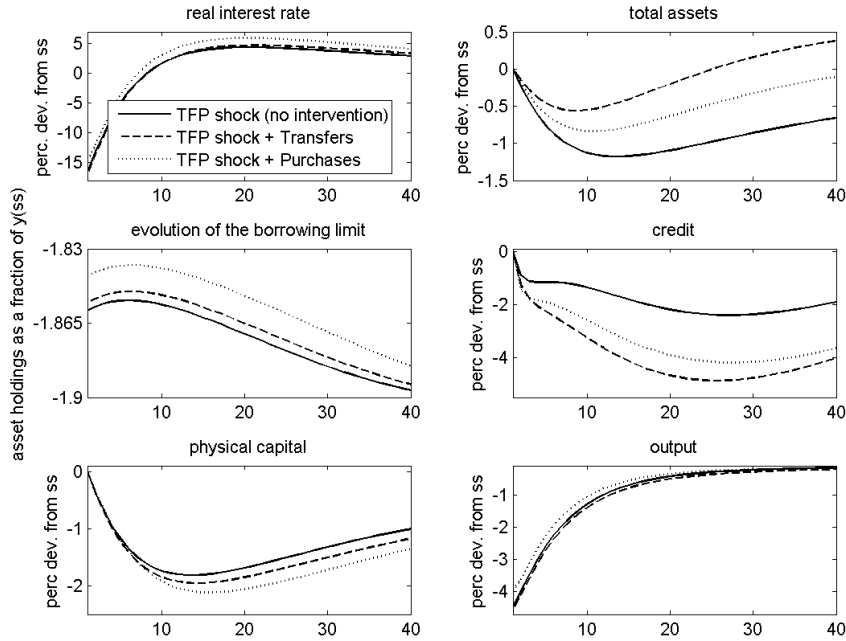 real interest rate
perc. dev. from ss
5
0
-5
-10
-15
10 20 30 40
TFP shock (no intervention)
TFP shock + Transfers
TFP shock + Purchases
total assets
perc dev. from ss
0
-0.5
-1
-1.5
10 20 30 40
evolution of the borrowing limit
asset holdings as a fraction of y(ss)
-1.83
-1.865
-1.9
10 20 30 40
credit
perc dev. from ss
0
-2
-4
10 20 30 40
physical capital
perc dev. from ss
0
-1
-2
10 20 30 40
output
perc dev. from ss
-1
-2
-3
-4
10 20 30 40